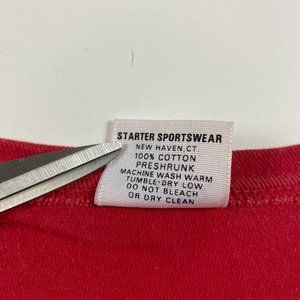 STARTER SPORTSWEAR
NEW HAVEN, CT
100% COTTON
PRESHRUNK
MACHINE WASH WARM
TUMBLE-DRY LOW
DO NOT BLEACH
OR DRY CLEAN